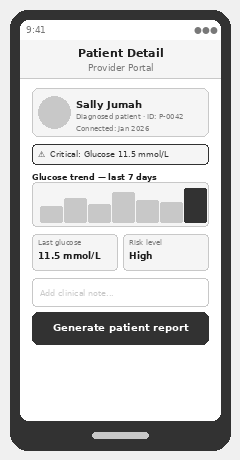 9:41
Patient Detail
Provider Portal
Sally Jumah
Diagnosed patient · ID: P-0042
Connected: Jan 2026
⚠ Critical: Glucose 11.5 mmol/L
Glucose trend — last 7 days
Last glucose
11.5 mmol/L
Risk level
High
Add clinical note...
Generate patient report